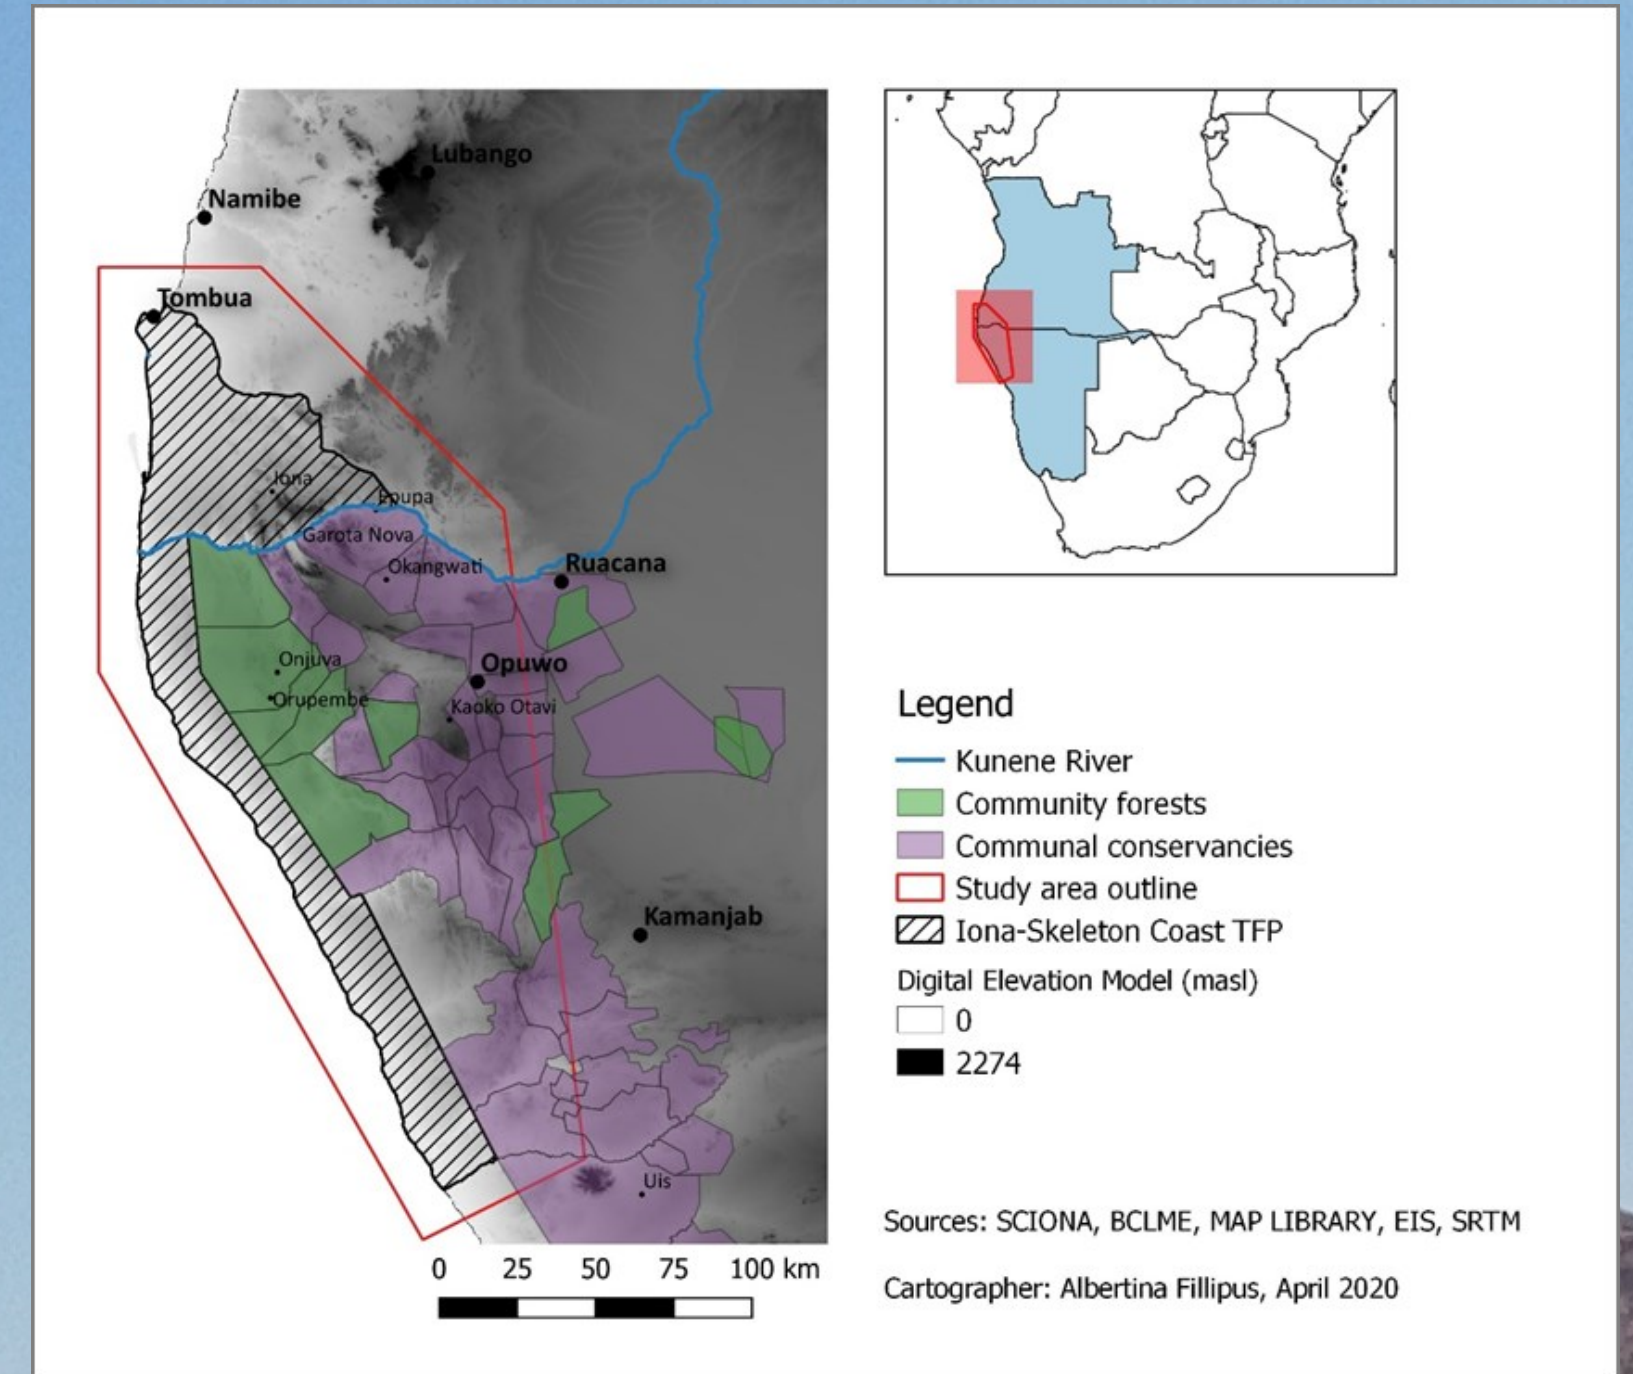 Lubango
Namibe
Tombua
Iona
Epupa
Garota Nova
Okangwati
Ruacana
Onjuva
Opuwo
Orupembe
Kaoko Otavi
Kamanjab
Uis
0 25 50 75 100 km
Legend
Kunene River
Community forests
Communal conservancies
Study area outline
Iona-Skeleton Coast TFP
Digital Elevation Model (masl)
0
2274
Sources: SCIONA, BCLME, MAP LIBRARY, EIS, SRTM
Cartographer: Albertina Fillipus, April 2020